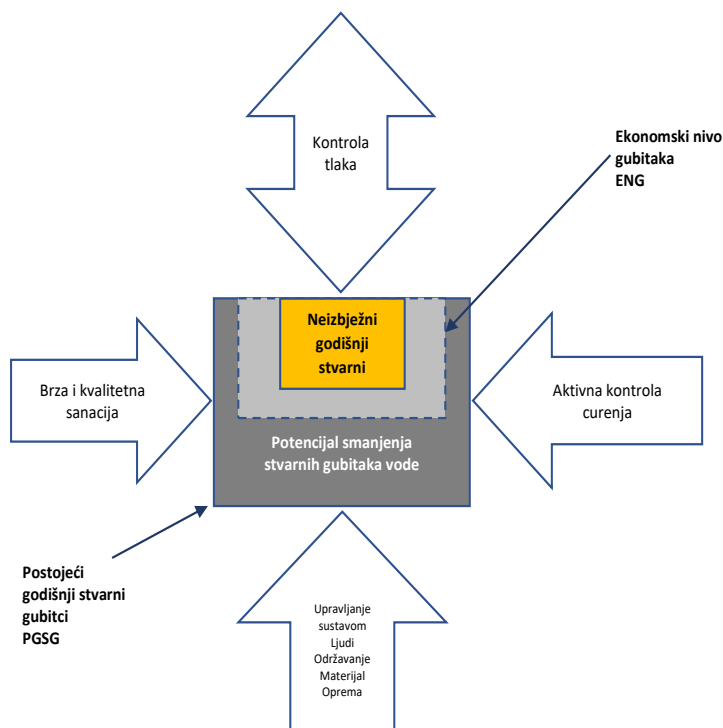 Kontrola
tlaka
Ekonomski nivo
gubitaka
ENG
Neizbježni
godišnji
stvarni
Brza i kvalitetna
sanacija
Aktivna kontrola
curenja
Potencijal smanjenja
stvarnih gubitaka vode
Postojeći
godišnji stvarni
gubitci
PGSG
Upravljanje
sustavom
Ljudi
Održavanje
Materijal
Oprema